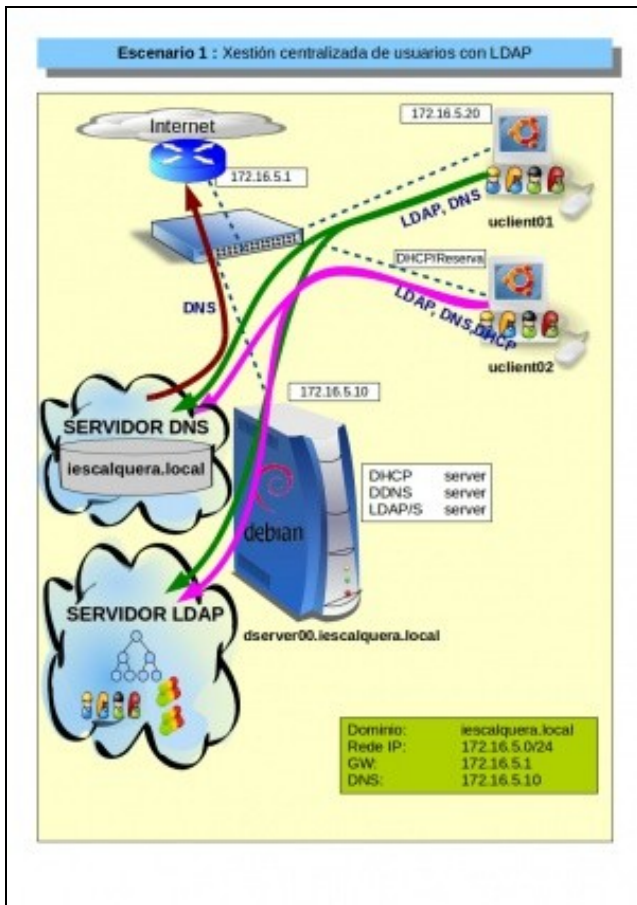 Escenario 1 : Xestión centralizada de usuarios con LDAP
Internet
172.16.5.20
172.16.5.1
LDAP, DNS
uclient01
DHCP/Reserva
DNS
LDAP, DNS,DHCP
uclient02
172.16.5.10
SERVIDOR DNS
iescalquera.local
DHCP server
DDNS server
LDAP/S server
debian
SERVIDOR LDAP
dserver00.iescalquera.local
Dominio: iescalquera.local
Rede IP: 172.16.5.0/24
GW: 172.16.5.1
DNS: 172.16.5.10